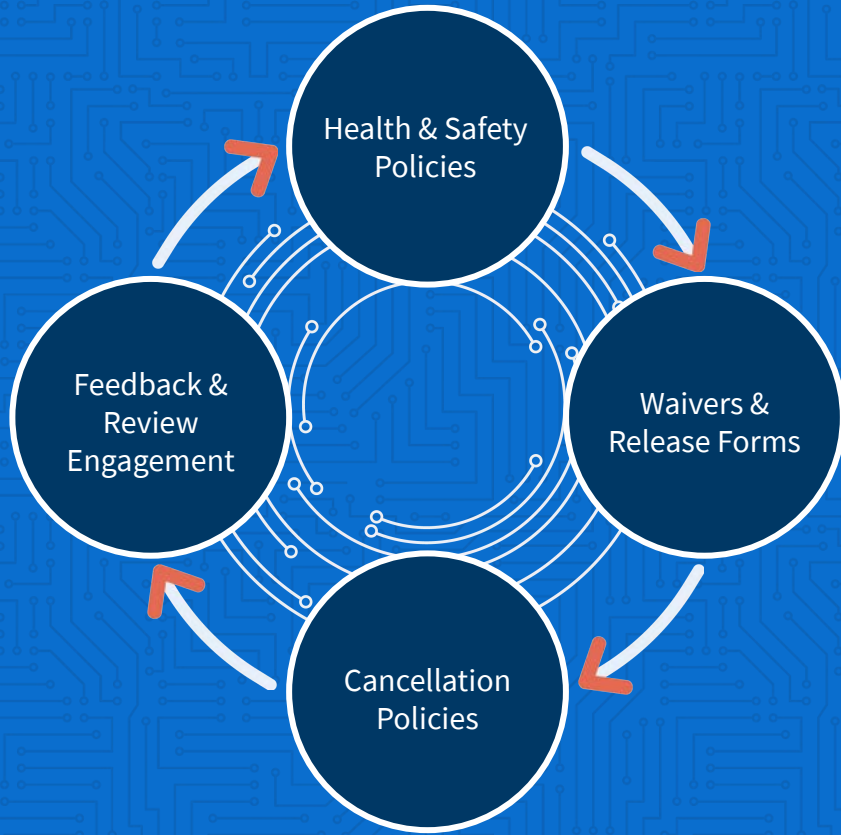 Health & Safety
Policies
Waivers &
Release Forms
Cancellation
Policies
Feedback &
Review
Engagement